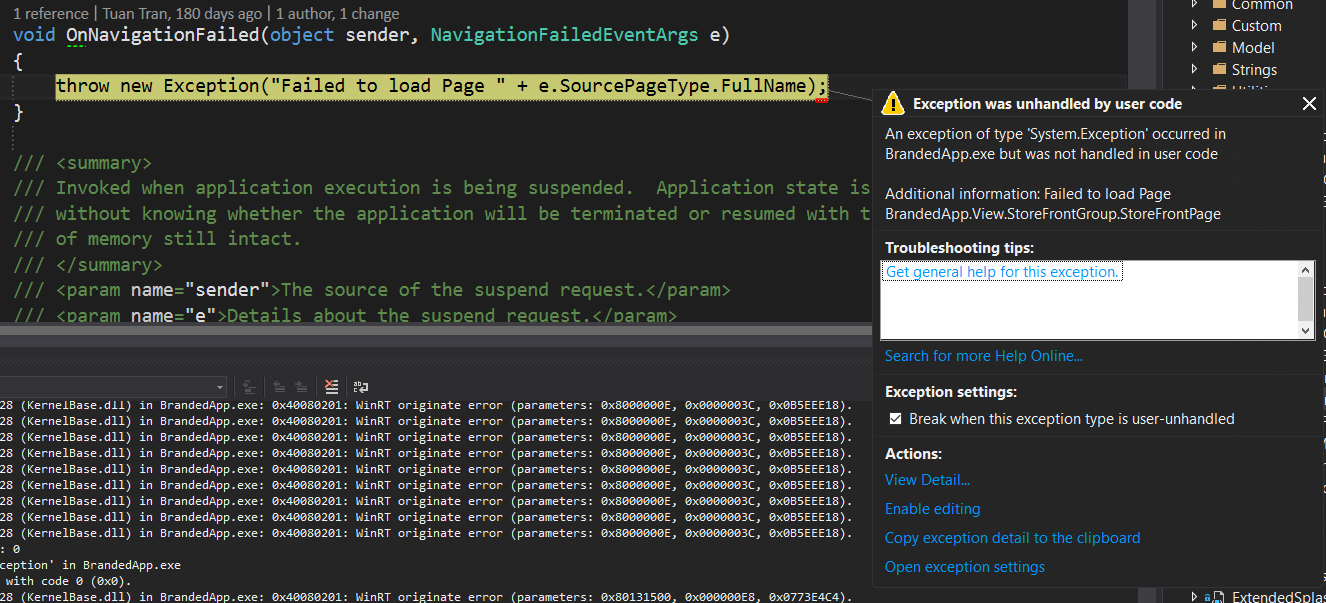 1 reference | Tuan Tran, 180 days ago | 1 author, 1 change
void OnNavigationFailed(object sender, NavigationFailedEventArgs e)
{
throw new Exception("Failed to load Page " + e.SourcePageType.FullName);
}
/// <summary>
/// Invoked when application execution is being suspended.  Application state is
/// without knowing whether the application will be terminated or resumed with t
/// of memory still intact.
/// </summary>
/// <param name="sender">The source of the suspend request.</param>
/// <param name="e">Details about the suspend request.</param>
Common
Custom
Model
Strings
Exception was unhandled by user code
An exception of type 'System.Exception' occurred in
BrandedApp.exe but was not handled in user code
Additional information: Failed to load Page
BrandedApp.View.StoreFrontGroup.StoreFrontPage
Troubleshooting tips:
Get general help for this exception.
Search for more Help Online...
Exception settings:
Break when this exception type is user-unhandled
Actions:
View Detail...
Enable editing
Copy exception detail to the clipboard
Open exception settings
28 (KernelBase.dll) in BrandedApp.exe: 0x40080201: WinRT originate error (parameters: 0x8000000E, 0x0000003C, 0x0B5EEE18).
28 (KernelBase.dll) in BrandedApp.exe: 0x40080201: WinRT originate error (parameters: 0x8000000E, 0x0000003C, 0x0B5EEE18).
28 (KernelBase.dll) in BrandedApp.exe: 0x40080201: WinRT originate error (parameters: 0x8000000E, 0x0000003C, 0x0B5EEE18).
28 (KernelBase.dll) in BrandedApp.exe: 0x40080201: WinRT originate error (parameters: 0x8000000E, 0x0000003C, 0x0B5EEE18).
28 (KernelBase.dll) in BrandedApp.exe: 0x40080201: WinRT originate error (parameters: 0x8000000E, 0x0000003C, 0x0B5EEE18).
28 (KernelBase.dll) in BrandedApp.exe: 0x40080201: WinRT originate error (parameters: 0x8000000E, 0x0000003C, 0x0B5EEE18).
28 (KernelBase.dll) in BrandedApp.exe: 0x40080201: WinRT originate error (parameters: 0x8000000E, 0x0000003C, 0x0B5EEE18).
28 (KernelBase.dll) in BrandedApp.exe: 0x40080201: WinRT originate error (parameters: 0x8000000E, 0x0000003C, 0x0B5EEE18).
28 (KernelBase.dll) in BrandedApp.exe: 0x40080201: WinRT originate error (parameters: 0x8000000E, 0x0000003C, 0x0B5EEE18).
: 0
ception' in BrandedApp.exe
with code 0 (0x0).
28 (KernelBase.dll) in BrandedApp.exe: 0x40080201: WinRT originate error (parameters: 0x80131500, 0x000000E8, 0x0773E4C4).
ExtendedSplas